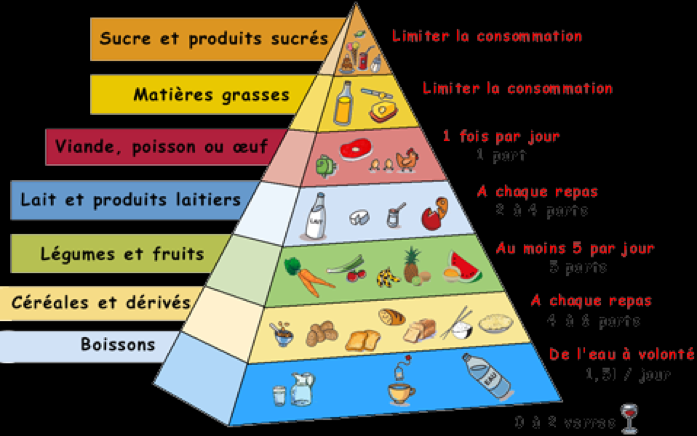 Sucre et produits sucrés
Limiter la consommation
Matières grasses
Limiter la consommation
Viande, poisson ou œuf
1 fois par jour
1 part
Lait et produits laitiers
A chaque repas
2 à 4 parts
LAIT
Légumes et fruits
Au moins 5 par jour
5 parts
Céréales et dérivés
A chaque repas
4 à 6 parts
Boissons
De l'eau à volonté
1,5l / jour
EAU
0 à 2 verres